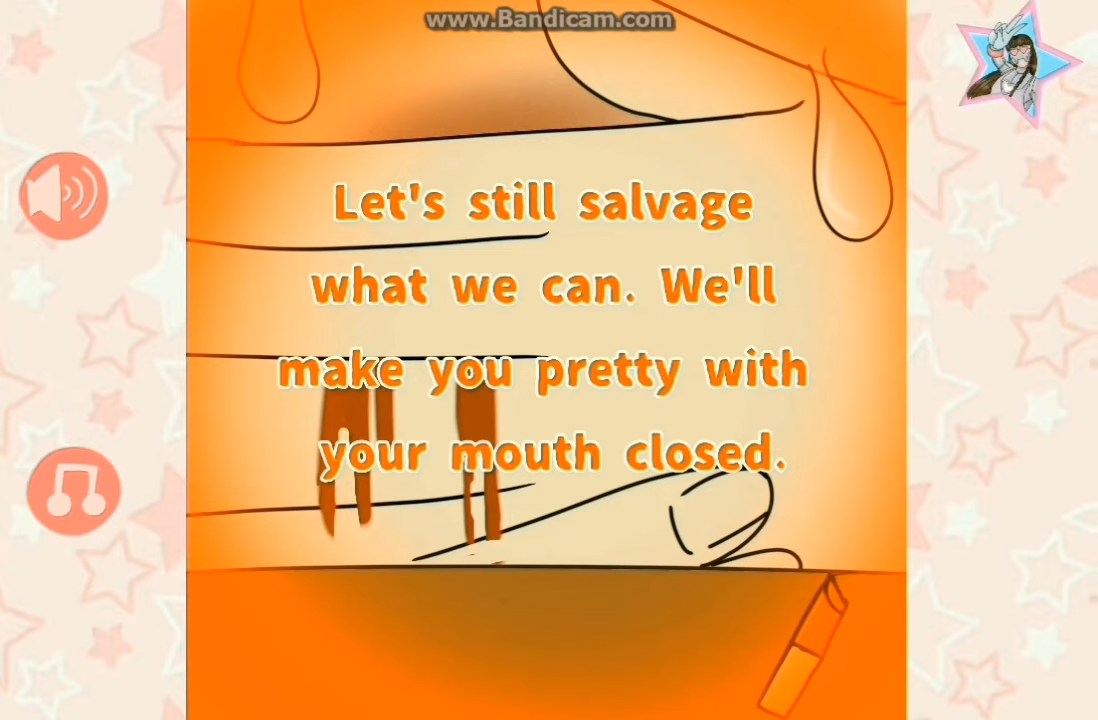 www.Bandicam.com
Let's still salvage
what we can. We'll
make you pretty with
your mouth closed.